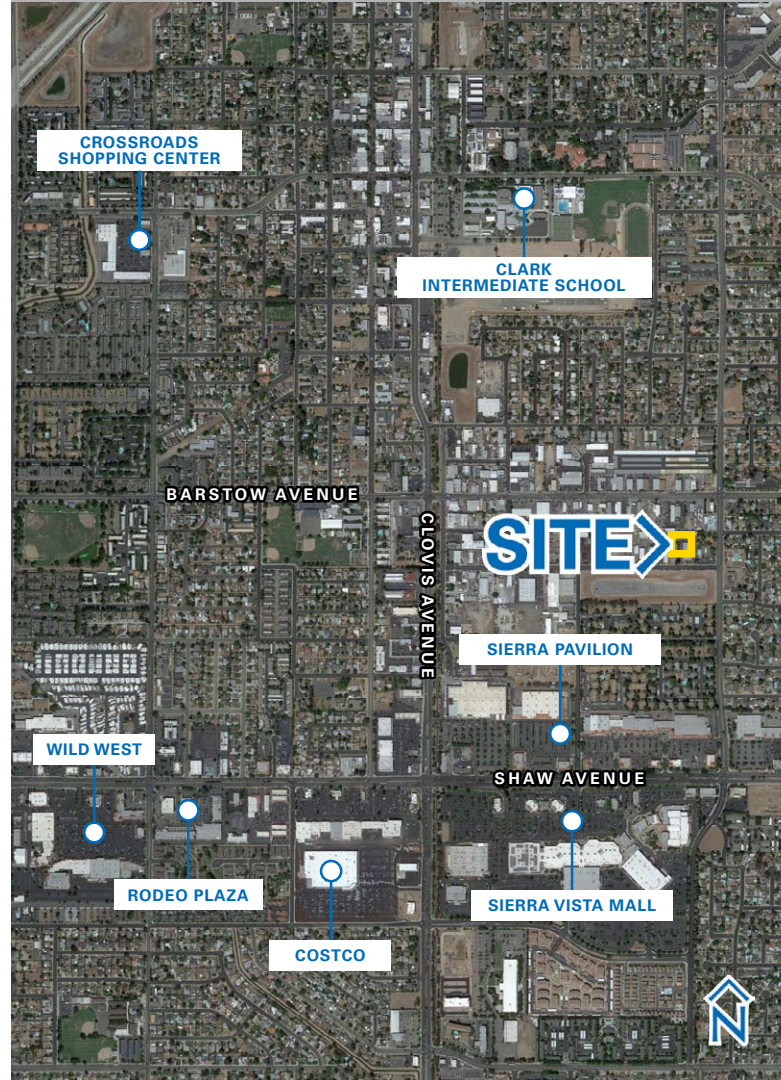 CROSSROADS
SHOPPING CENTER
CLARK
INTERMEDIATE SCHOOL
BARSTOW AVENUE
CLOVIS AVENUE
SITE
SIERRA PAVILION
WILD WEST
SHAW AVENUE
RODEO PLAZA
SIERRA VISTA MALL
COSTCO
N